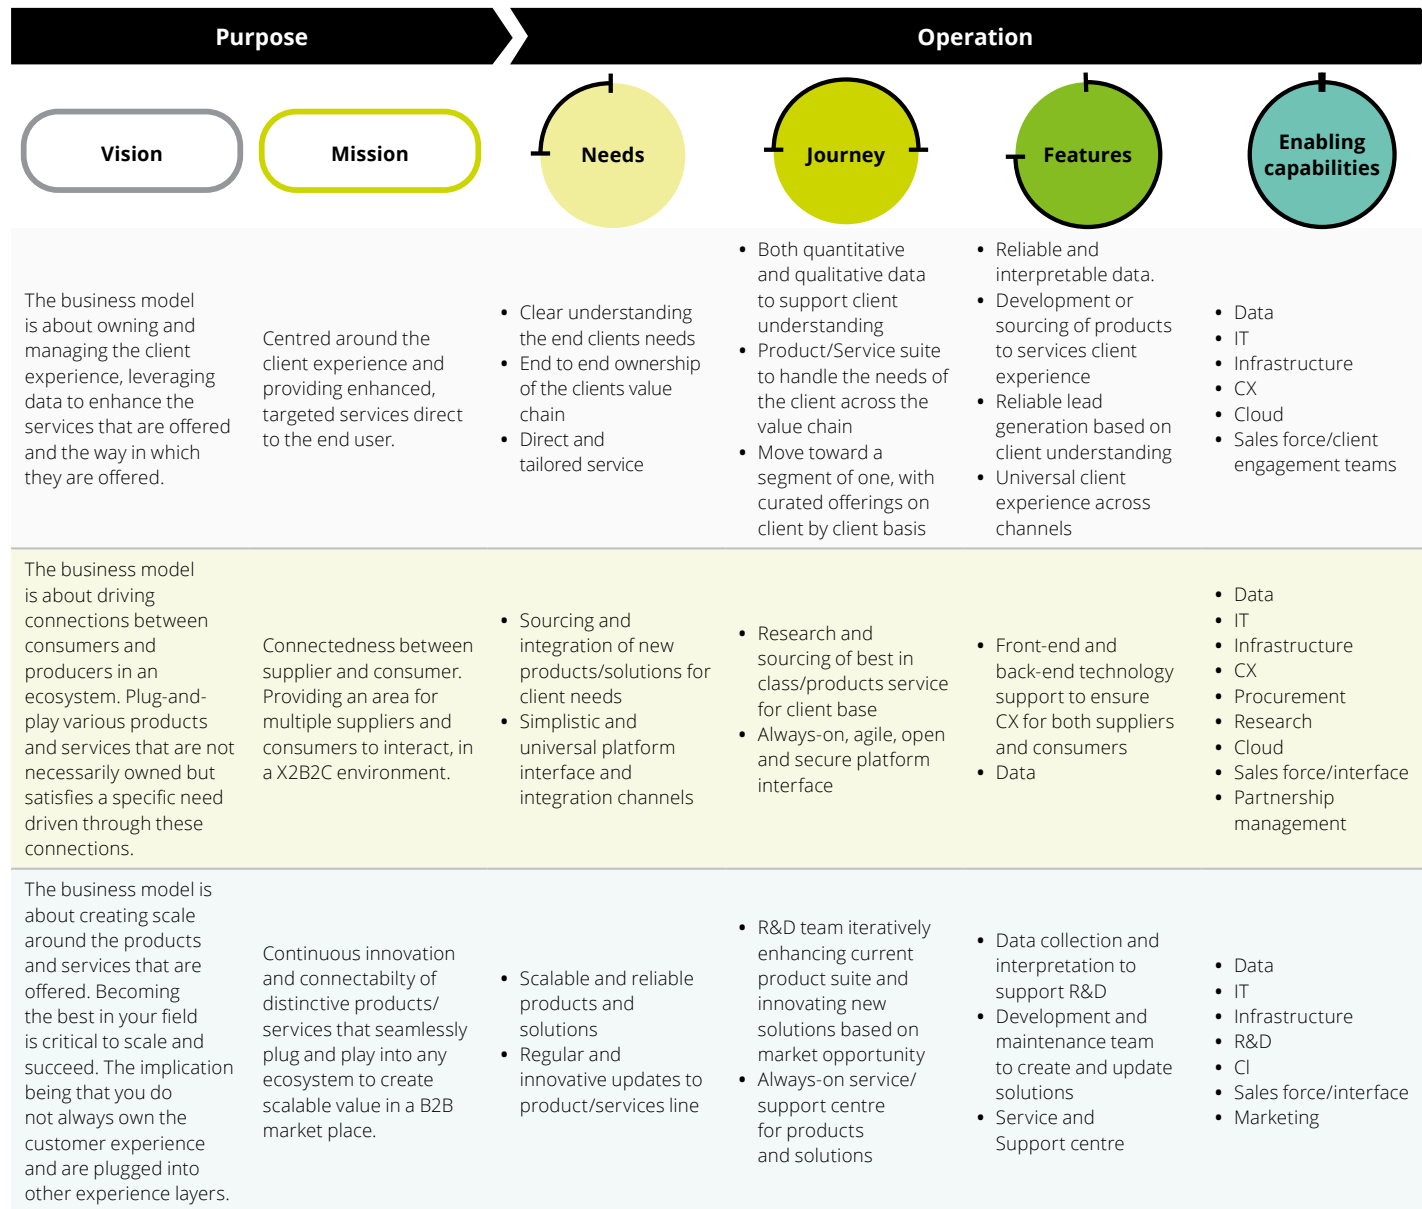 Purpose
Operation
Vision
Mission
Needs
Journey
Features
Enabling
capabilities
The business model
is about owning and
managing the client
experience, leveraging
data to enhance the
services that are offered
and the way in which
they are offered.
Centred around the
client experience and
providing enhanced,
targeted services direct
to the end user.
• Clear understanding
the end clients needs
• End to end ownership
of the clients value
chain
• Direct and
tailored service
• Both quantitative
and qualitative data
to support client
understanding
• Product/Service suite
to handle the needs of
the client across the
value chain
• Move toward a
segment of one, with
curated offerings on
client by client basis
• Reliable and
interpretable data.
• Development or
sourcing of products
to services client
experience
• Reliable lead
generation based on
client understanding
• Universal client
experience across
channels
• Data
• IT
• Infrastructure
• CX
• Cloud
• Sales force/client
engagement teams
The business model
is about driving
connections between
consumers and
producers in an
ecosystem. Plug-and-
play various products
and services that are not
necessarily owned but
satisfies a specific need
driven through these
connections.
Connectedness between
supplier and consumer.
Providing an area for
multiple suppliers and
consumers to interact, in
a X2B2C environment.
• Sourcing and
integration of new
products/solutions for
client needs
• Simplistic and
universal platform
interface and
integration channels
• Research and
sourcing of best in
class/products service
for client base
• Always-on, agile, open
and secure platform
interface
• Front-end and
back-end technology
support to ensure
CX for both suppliers
and consumers
• Data
• Data
• IT
• Infrastructure
• CX
• Procurement
• Research
• Cloud
• Sales force/interface
• Partnership
management
The business model is
about creating scale
around the products
and services that are
offered. Becoming
the best in your field
is critical to scale and
succeed. The implication
being that you do
not always own the
customer experience
and are plugged into
other experience layers.
Continuous innovation
and connectabilty of
distinctive products/
services that seamlessly
plug and play into any
ecosystem to create
scalable value in a B2B
market place.
• Scalable and reliable
products and
solutions
• Regular and
innovative updates to
product/services line
• R&D team iteratively
enhancing current
product suite and
innovating new
solutions based on
market opportunity
• Always-on service/
support centre
for products
and solutions
• Data collection and
interpretation to
support R&D
• Development and
maintenance team
to create and update
solutions
• Service and
Support centre
• Data
• IT
• Infrastructure
• R&D
• Cl
• Sales force/interface
• Marketing